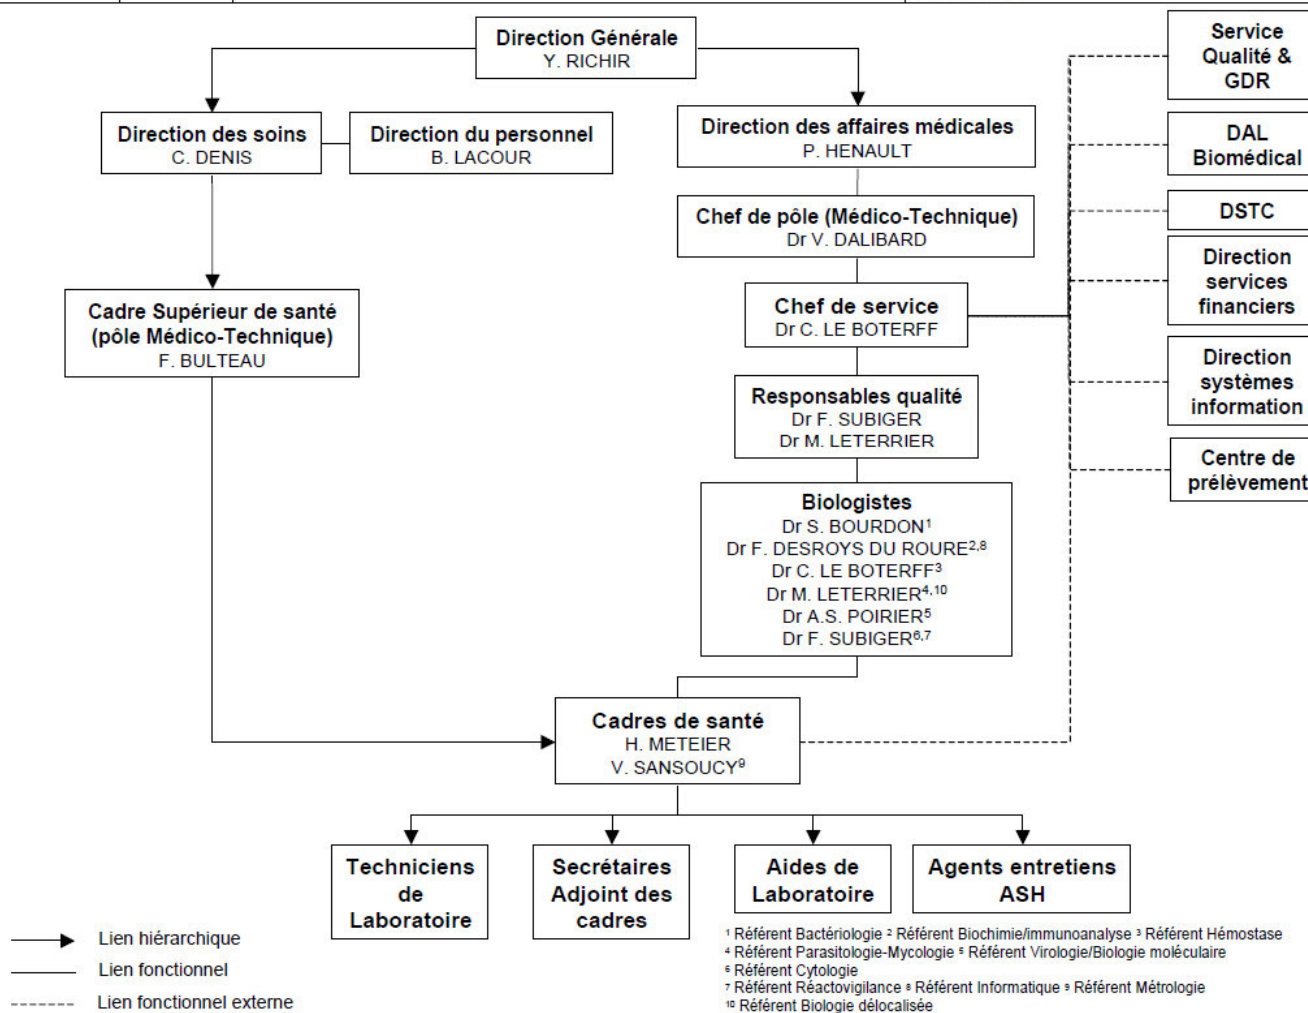 Direction Générale
Y. RICHIR
Service
Qualité &
GDR
Direction des soins
C. DENIS
Direction du personnel
B. LACOUR
Direction des affaires médicales
P. HENAULT
DAL
Biomédical
Chef de pôle (Médico-Technique)
Dr V. DALIBARD
DSTC
Direction
services
financiers
Cadre Supérieur de santé
(pôle Médico-Technique)
F. BULTEAU
Chef de service
Dr C. LE BOTERFF
Direction
systèmes
information
Responsables qualité
Dr F. SUBIGER
Dr M. LETERRIER
Centre de
prélèvement
Biologistes
Dr S. BOURDON¹
Dr F. DESROYS DU ROURE²,⁸
Dr C. LE BOTERFF³
Dr M. LETERRIER⁴,¹⁰
Dr A.S. POIRIER⁵
Dr F. SUBIGER⁶,⁷
Cadres de santé
H. METEIER
V. SANSOUCY⁹
Techniciens
de
Laboratoire
Secrétaires
Adjoint des
cadres
Aides de
Laboratoire
Agents entretiens
ASH
Lien hiérarchique
Lien fonctionnel
Lien fonctionnel externe
¹ Référent Bactériologie ² Référent Biochimie/immunoanalyse ³ Référent Hémostase
⁴ Référent Parasitologie-Mycologie ⁵ Référent Virologie/Biologie moléculaire
⁶ Référent Cytologie
⁷ Référent Réactovigilance ⁸ Référent Informatique ⁹ Référent Métrologie
¹⁰ Référent Biologie délocalisée